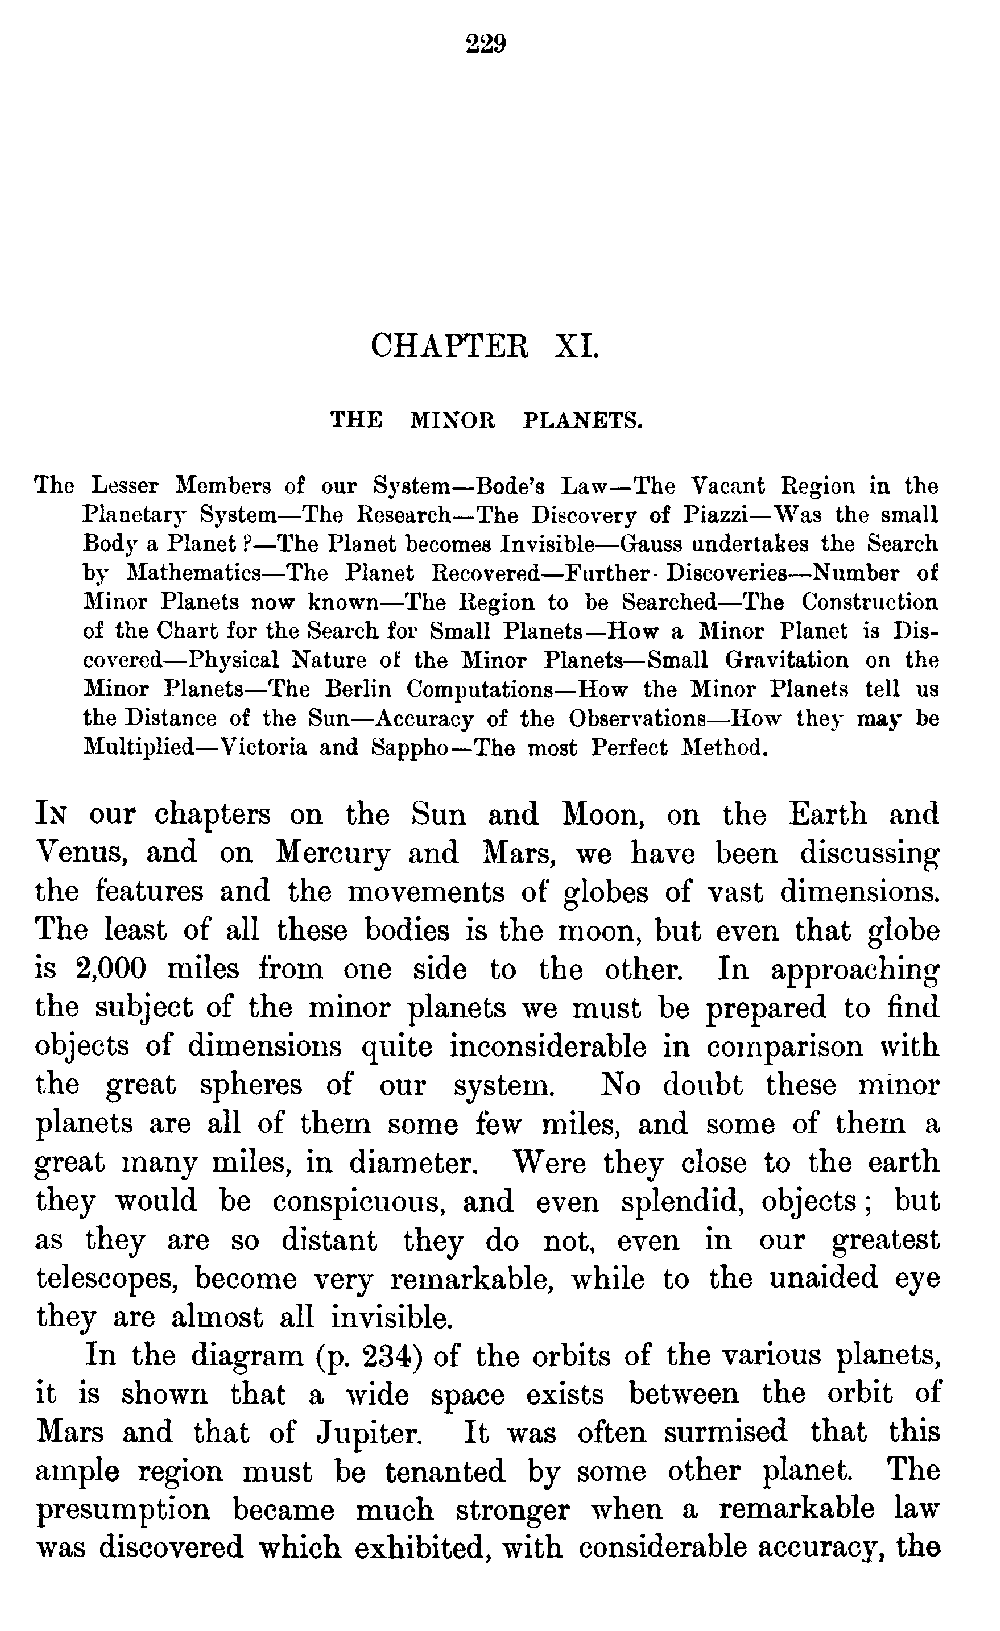 229
CHAPTER XI.
THE MINOR PLANETS.
The Lesser Members of our System—Bode's Law—The Vacant Region in the
Planetary System—The Research—The Discovery of Piazzi—Was the small
Body a Planet ?—The Planet becomes Invisible—Gauss undertakes the Search
by Mathematics—The Planet Recovered—Further Discoveries—Number of
Minor Planets now known—The Region to be Searched—The Construction
of the Chart for the Search for Small Planets—How a Minor Planet is Dis-
covered—Physical Nature of the Minor Planets—Small Gravitation on the
Minor Planets—The Berlin Computations—How the Minor Planets tell us
the Distance of the Sun—Accuracy of the Observations—How they may be
Multiplied—Victoria and Sappho—The most Perfect Method.
IN our chapters on the Sun and Moon, on the Earth and
Venus, and on Mercury and Mars, we have been discussing
the features and the movements of globes of vast dimensions.
The least of all these bodies is the moon, but even that globe
is 2,000 miles from one side to the other. In approaching
the subject of the minor planets we must be prepared to find
objects of dimensions quite inconsiderable in comparison with
the great spheres of our system. No doubt these minor
planets are all of them some few miles, and some of them a
great many miles, in diameter. Were they close to the earth
they would be conspicuous, and even splendid, objects ; but
as they are so distant they do not, even in our greatest
telescopes, become very remarkable, while to the unaided eye
they are almost all invisible.
In the diagram (p. 234) of the orbits of the various planets,
it is shown that a wide space exists between the orbit of
Mars and that of Jupiter. It was often surmised that this
ample region must be tenanted by some other planet. The
presumption became much stronger when a remarkable law
was discovered which exhibited, with considerable accuracy, the